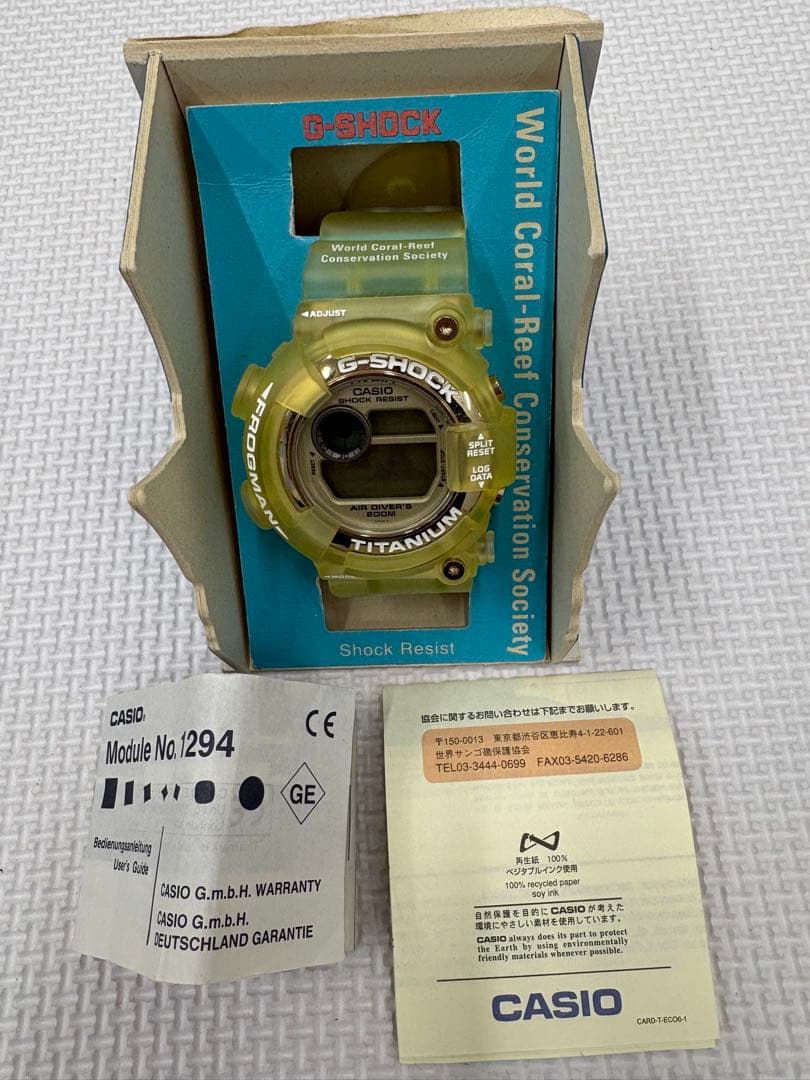 G-SHOCK
World Coral-Reef Conservation Society
World Coral-Reef
Conservation Society
◄ADJUST
G-SHOCK
CASIO
SHOCK RESIST
FROGMAN
SPLIT
RESET
LOG
DATA
AIR DIVER'S
200M
TITANIUM
Shock Resist
CASIO
Module No. 1294
CE
GE
Bedienungsanleitung
User's Guide
CASIO G.m.b.H. WARRANTY
CASIO G.m.b.H.
DEUTSCHLAND GARANTIE
協会に関するお問い合わせは下記までお願いします。
〒150-0013 東京都渋谷区恵比寿4-1-22-601
世界サンゴ礁保護協会
TEL03-3444-0699 FAX03-5420-6286
再生紙 100%
ベジタブルインク使用
100% recycled paper
soy ink
自然保護を目的にCASIOが考えた
環境にやさしい素材を使用しています。
CASIO always does its part to protect
the Earth by using environmentally
friendly materials whenever possible.
CASIO
CARD-T-ECO6-1